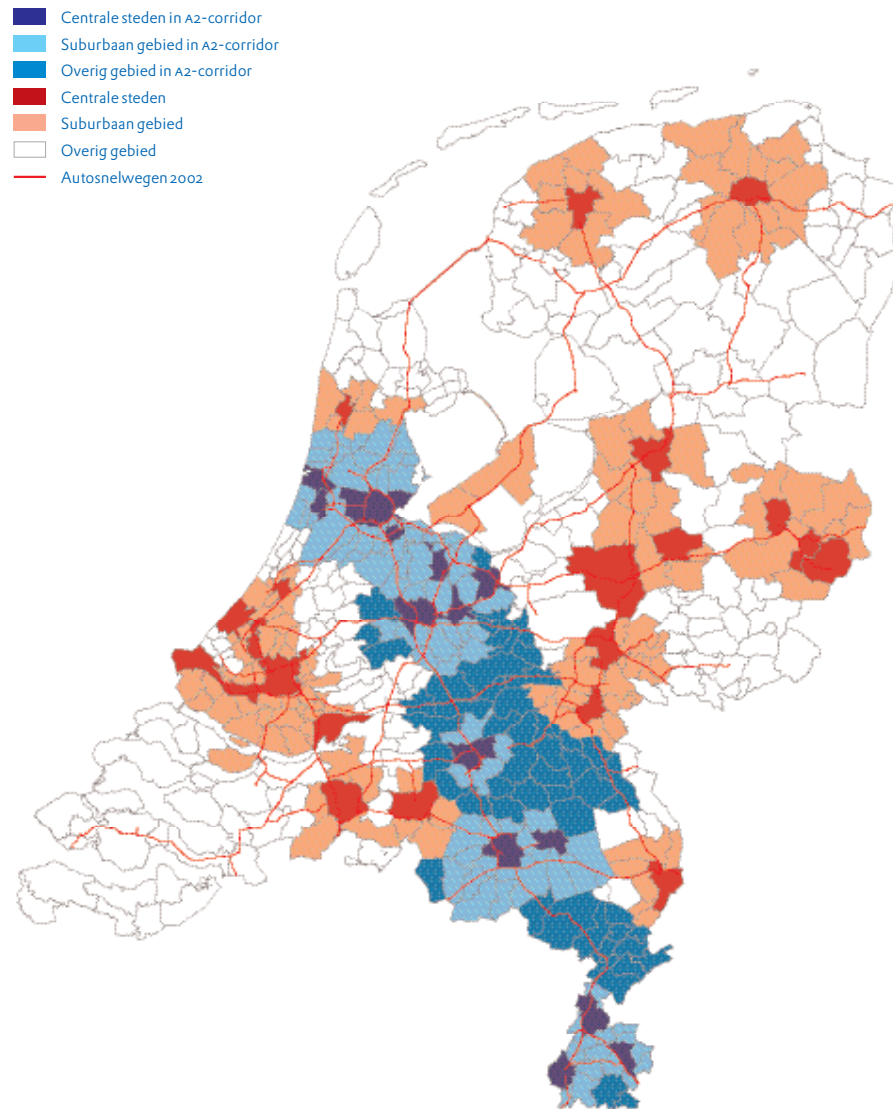 Centrale steden in A2-corridor
Suburbaan gebied in A2-corridor
Overig gebied in A2-corridor
Centrale steden
Suburbaan gebied
Overig gebied
Autosnelwegen 2002